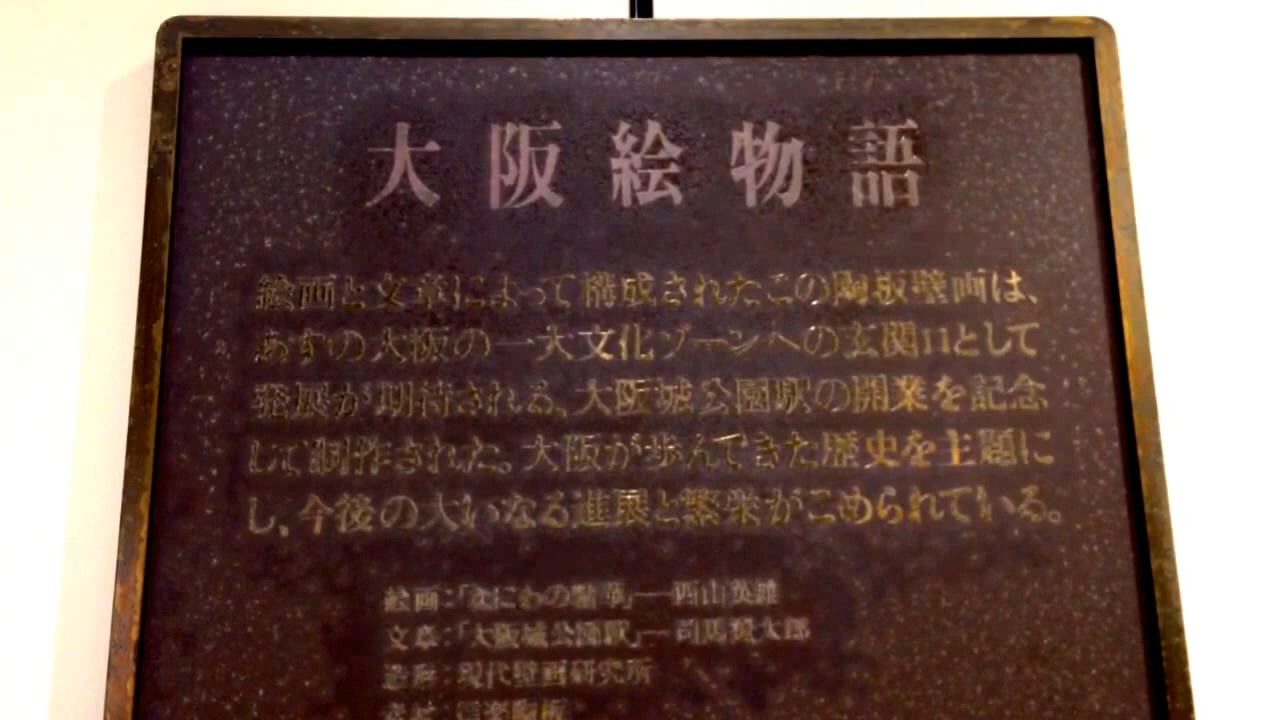 大阪絵物語
絵画と文章によって構成されたこの陶板壁画は、
あすの大阪の一大文化ゾーンへの玄関口として
発展が期待される、大阪城公園駅の開業を記念
して制作された。大阪が歩んできた歴史を主題に
し、今後の大いなる進展と繁栄がこめられている。
絵画:「なにわの」—西山英雄
文章:「大阪城公園駅」—司馬遼太郎
現代壁画研究所